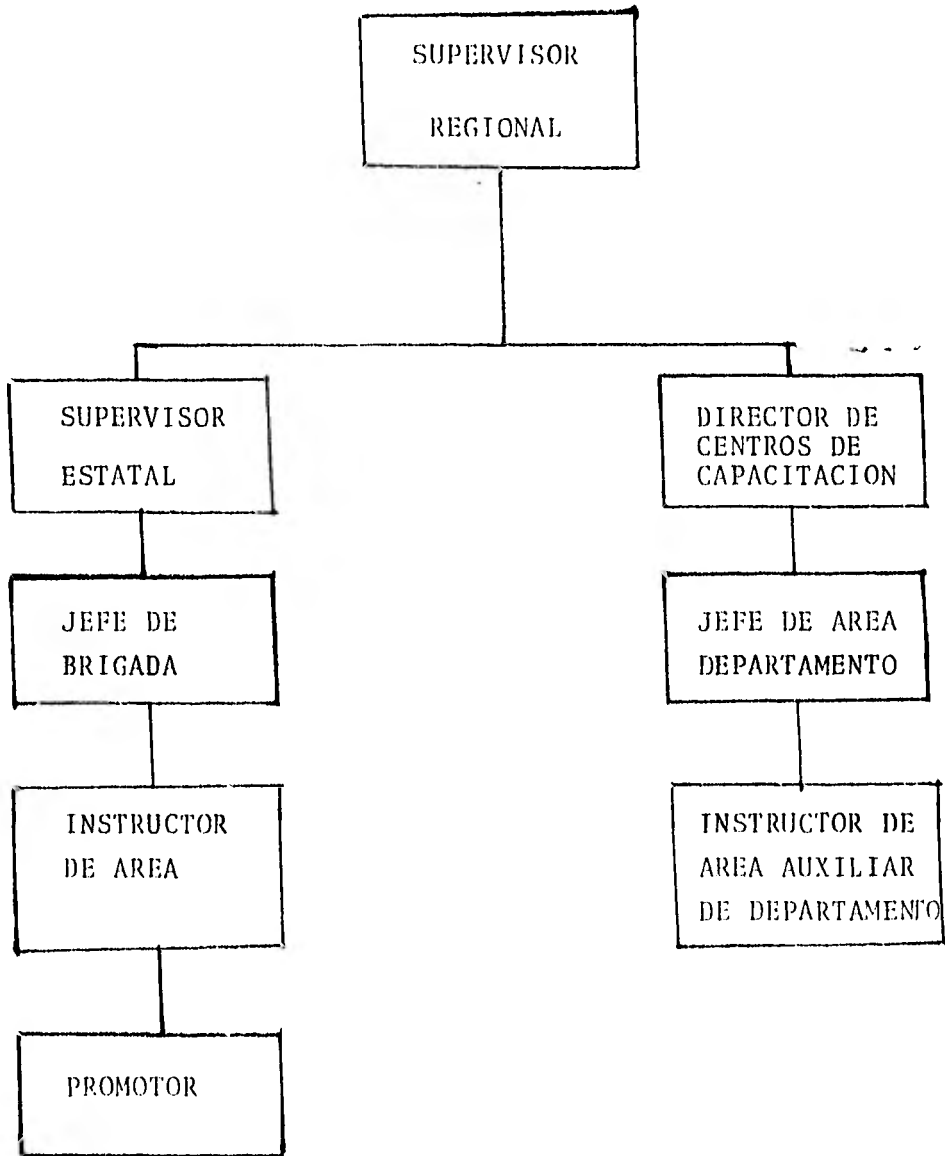 SUPERVISOR
REGIONAL
SUPERVISOR
ESTATAL
DIRECTOR DE
CENTROS DE
CAPACITACION
JEFE DE
BRIGADA
JEFE DE AREA
DEPARTAMENTO
INSTRUCTOR
DE AREA
INSTRUCTOR DE
AREA AUXILIAR
DE DEPARTAMENTO
PROMOTOR